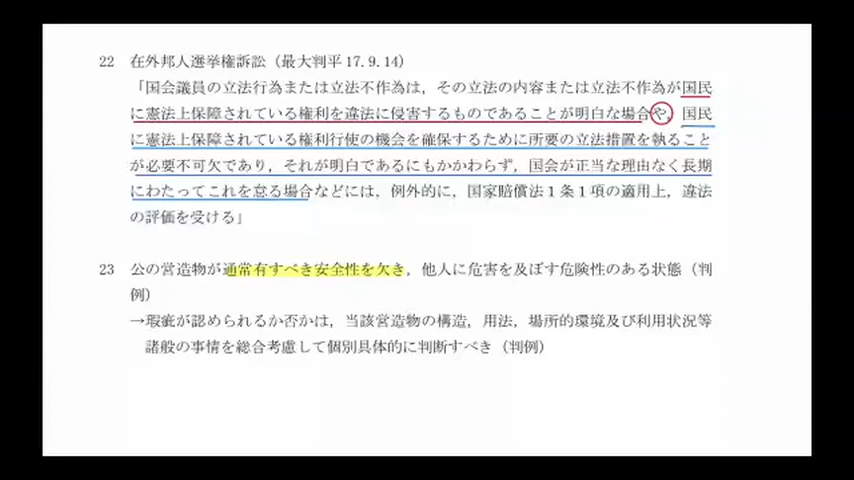 22 在外邦人選挙権訴訟（最大判平 17.9.14）
「国会議員の立法行為または立法不作為は，その立法の内容または立法不作為が国民
に憲法上保障されている権利を違法に侵害するものであることが明白な場合や，国民
に憲法上保障されている権利行使の機会を確保するために所要の立法措置を執ること
が必要不可欠であり，それが明白であるにもかかわらず，国会が正当な理由なく長期
にわたってこれを怠る場合などには，例外的に，国家賠償法１条１項の適用上，違法
の評価を受ける」
23 公の営造物が通常有すべき安全性を欠き，他人に危害を及ぼす危険性のある状態（判
例）
→瑕疵が認められるか否かは，当該営造物の構造，用法，場所的環境及び利用状況等
諸般の事情を総合考慮して個別具体的に判断すべき（判例）